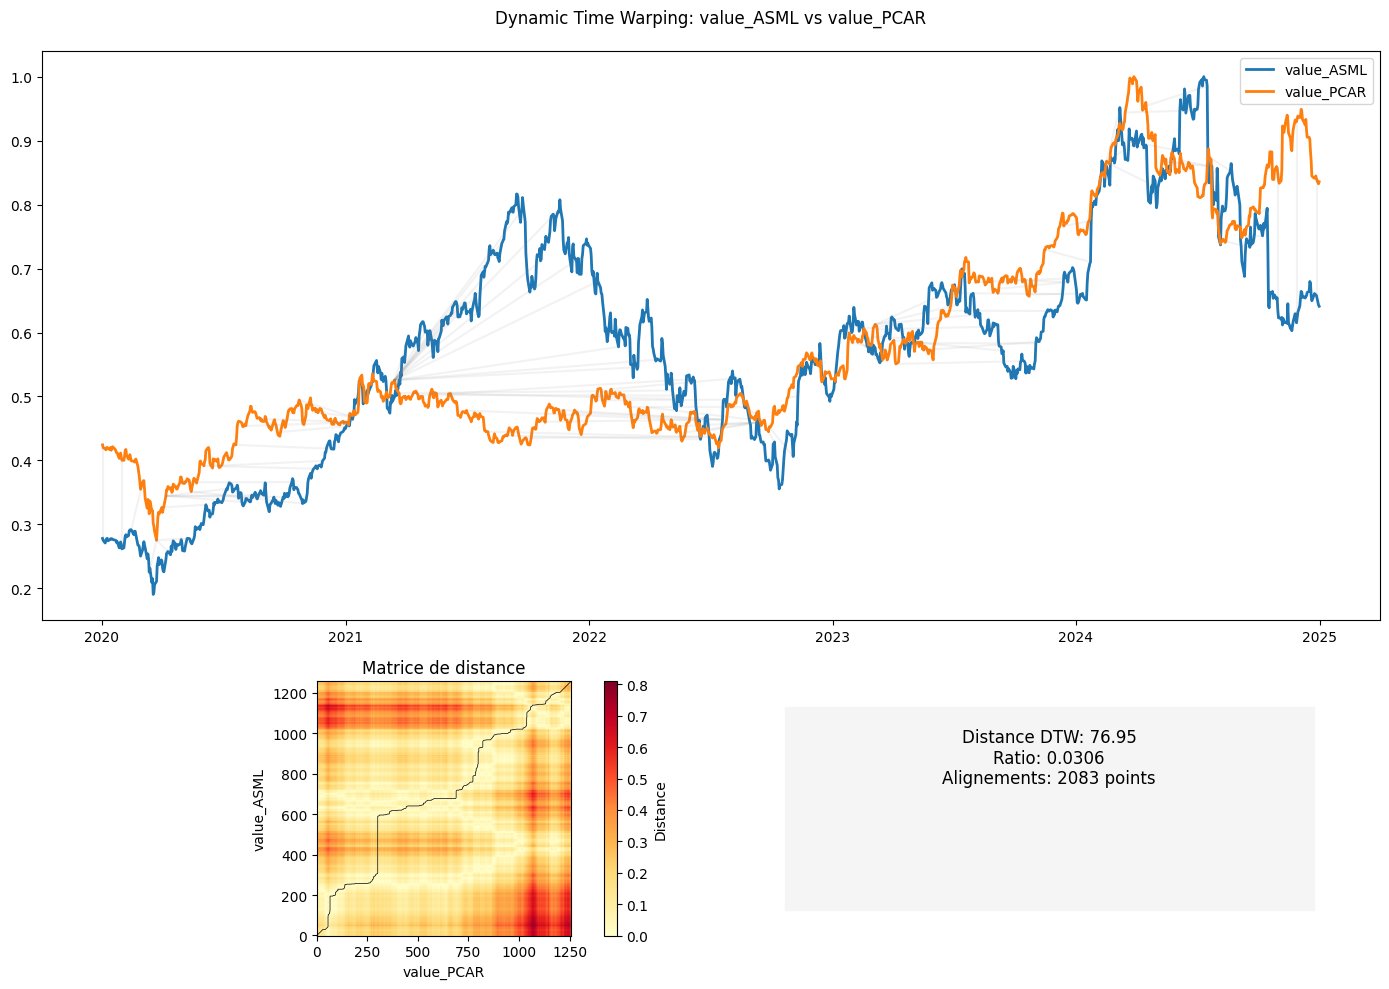 Dynamic Time Warping: value_ASML vs value_PCAR
value_ASML
value_PCAR
1.0
0.9
0.8
0.7
0.6
0.5
0.4
0.3
0.2
2020 2021 2022 2023 2024 2025
Matrice de distance
value_ASML
1200
1000
800
600
400
200
0
0 250 500 750 1000 1250
value_PCAR
0.8
0.7
0.6
0.5
0.4
0.3
0.2
0.1
0.0
Distance
Distance DTW: 76.95
Ratio: 0.0306
Alignements: 2083 points